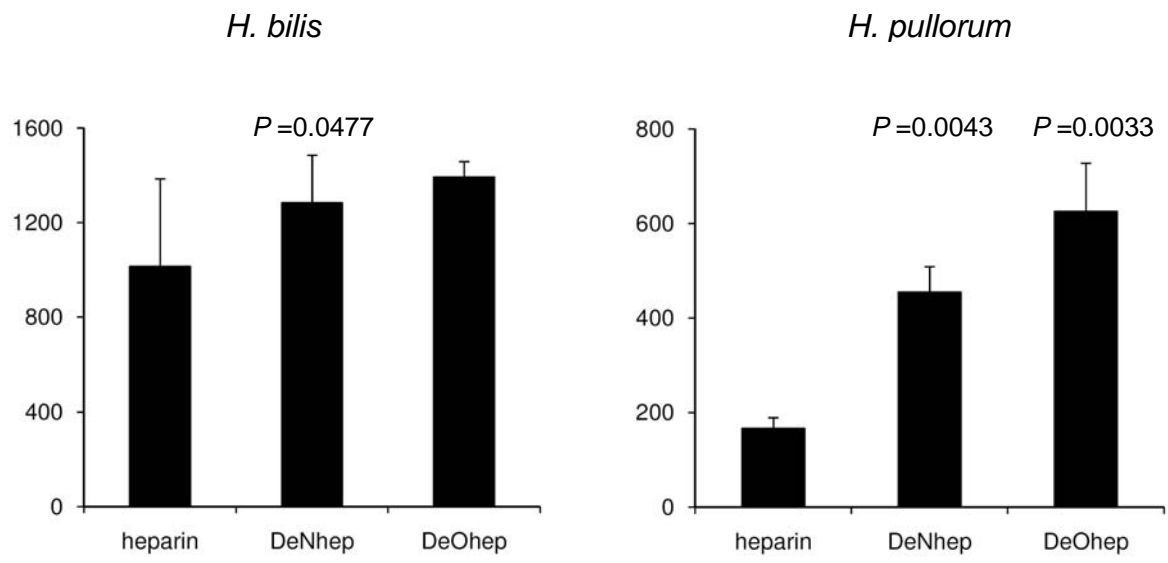 H. bilis
P =0.0477
1600
1200
800
400
0
heparin DeNhep DeOhep
H. pullorum
P =0.0043 P =0.0033
800
600
400
200
0
heparin DeNhep DeOhep